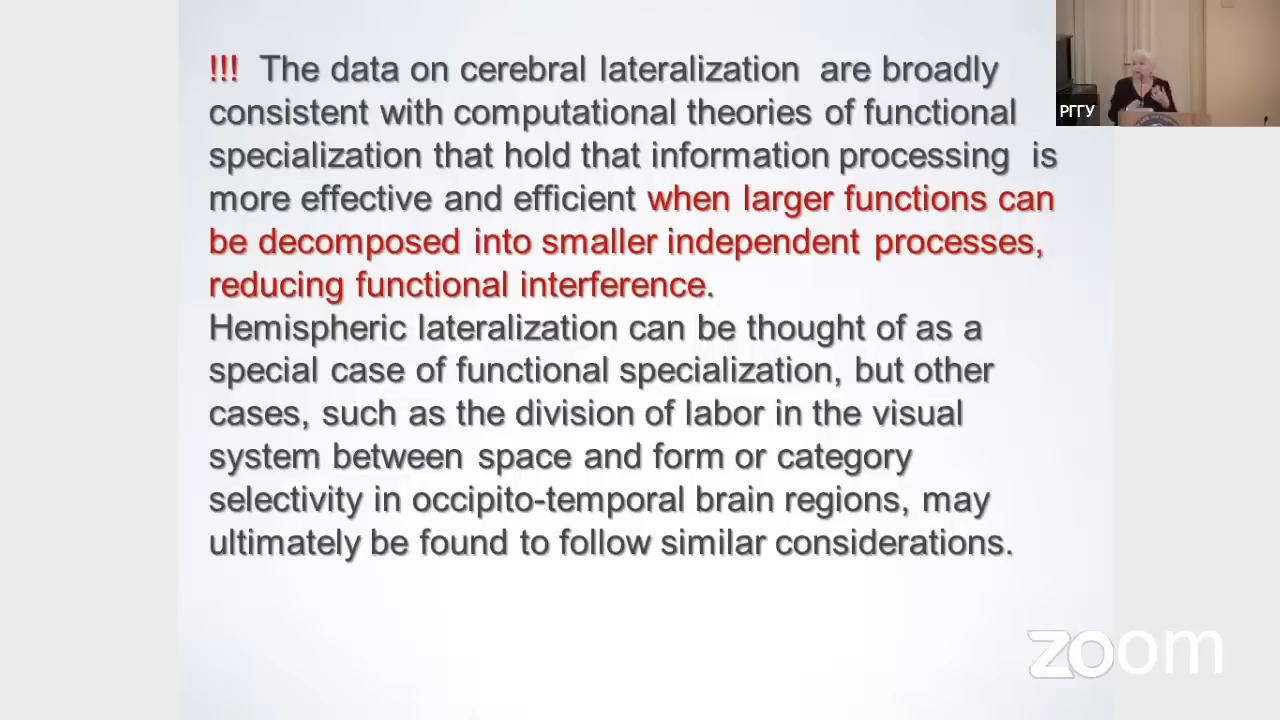 !!! The data on cerebral lateralization are broadly
consistent with computational theories of functional
specialization that hold that information processing is
more effective and efficient when larger functions can
be decomposed into smaller independent processes,
reducing functional interference.
Hemispheric lateralization can be thought of as a
special case of functional specialization, but other
cases, such as the division of labor in the visual
system between space and form or category
selectivity in occipito-temporal brain regions, may
ultimately be found to follow similar considerations.
РГГУ
zoom